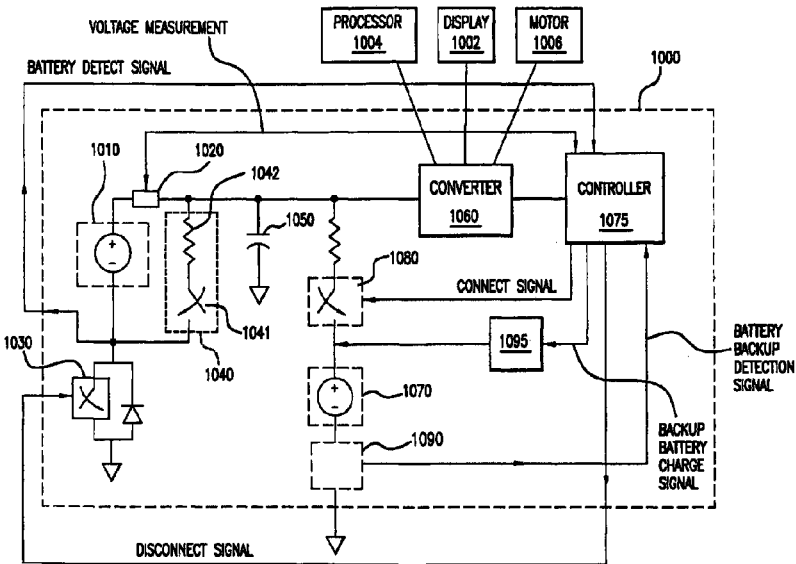 PROCESSOR
1004
DISPLAY
1002
MOTOR
1006
VOLTAGE MEASUREMENT
BATTERY DETECT SIGNAL
1000
1010
1020
1042
1050
CONVERTER
1060
CONTROLLER
1075
1080
CONNECT SIGNAL
1041
1040
1030
1095
BATTERY
BACKUP
DETECTION
SIGNAL
1070
1090
BACKUP
BATTERY
CHARGE
SIGNAL
DISCONNECT SIGNAL
+
-
+
-